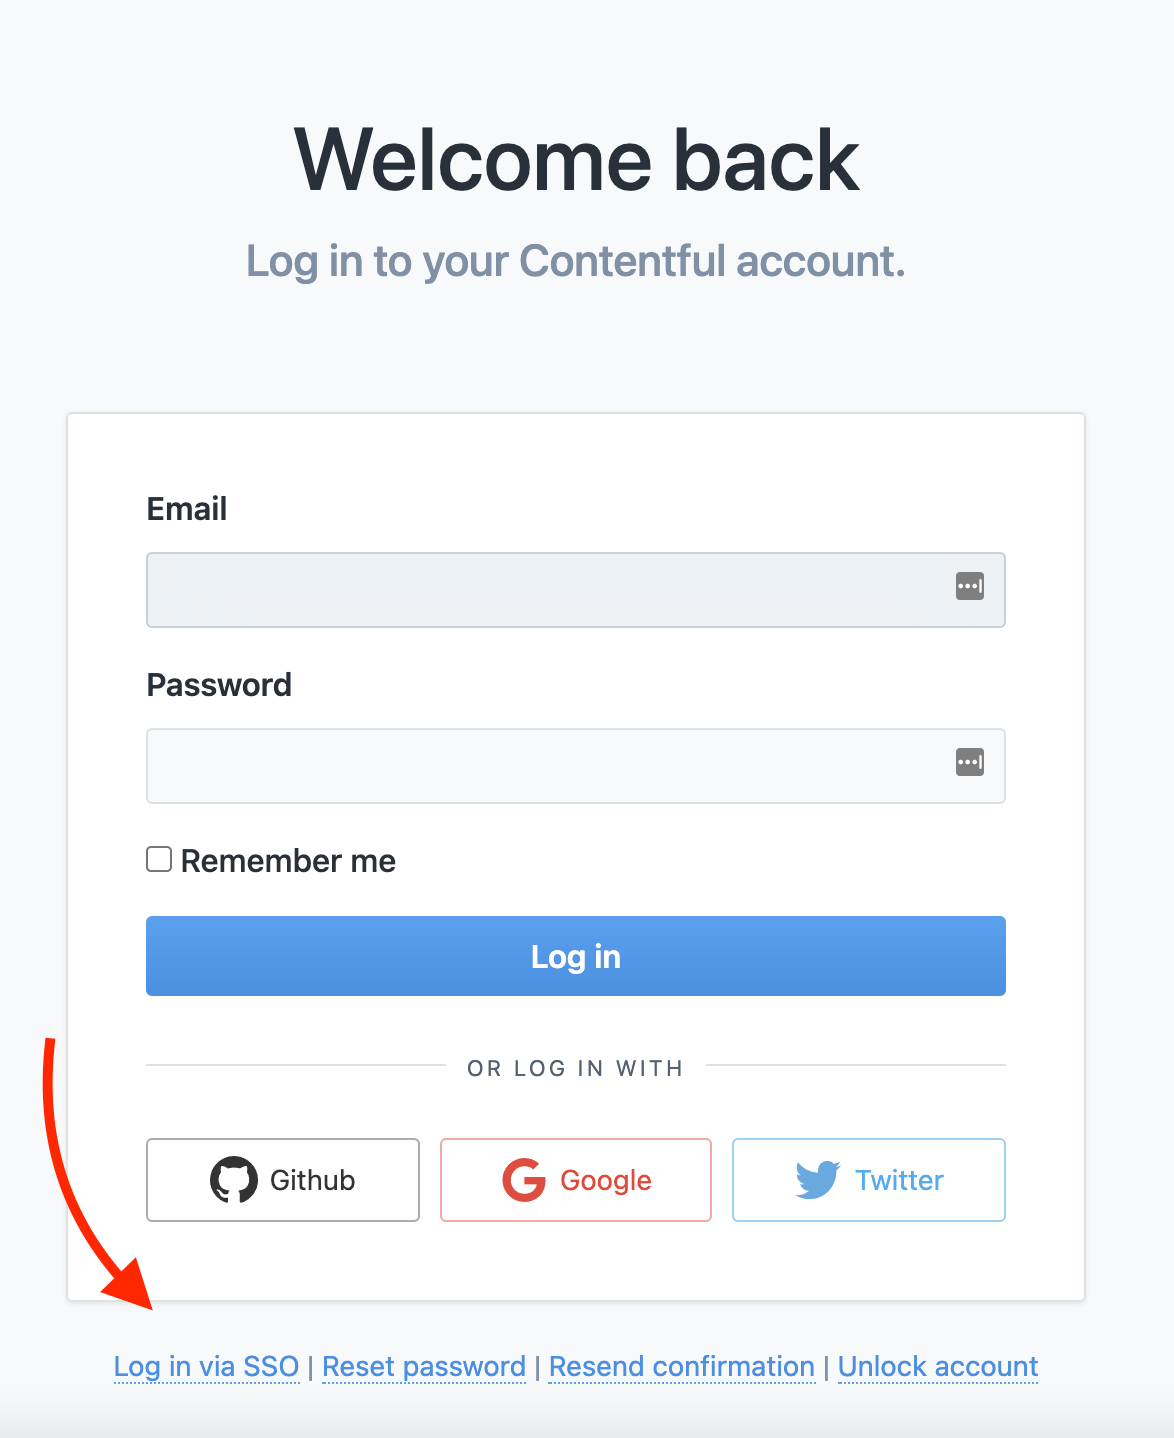 Welcome back
Log in to your Contentful account.
Email
Password
Remember me
Log in
OR LOG IN WITH
Github Google Twitter
Log in via SSO | Reset password | Resend confirmation | Unlock account